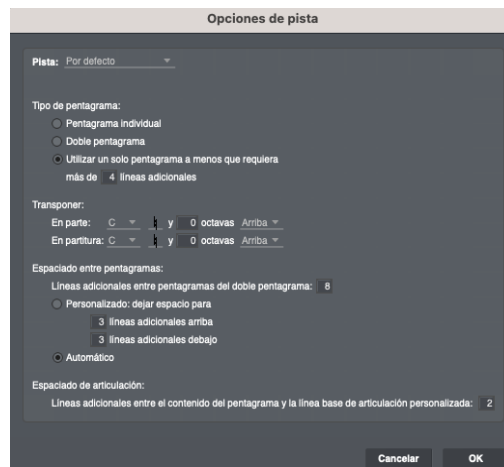 Opciones de pista
Pista: Por defecto
Tipo de pentagrama:
Pentagrama individual
Doble pentagrama
Utilizar un solo pentagrama a menos que requiera
más de 4 líneas adicionales
Transponer:
En parte: C y 0 octavas Arriba
En partitura: C y 0 octavas Arriba
Espaciado entre pentagramas:
Líneas adicionales entre pentagramas del doble pentagrama: 8
Personalizado: dejar espacio para
3 líneas adicionales arriba
3 líneas adicionales debajo
Automático
Espaciado de articulación:
Líneas adicionales entre el contenido del pentagrama y la línea base de articulación personalizada: 2
Cancelar OK